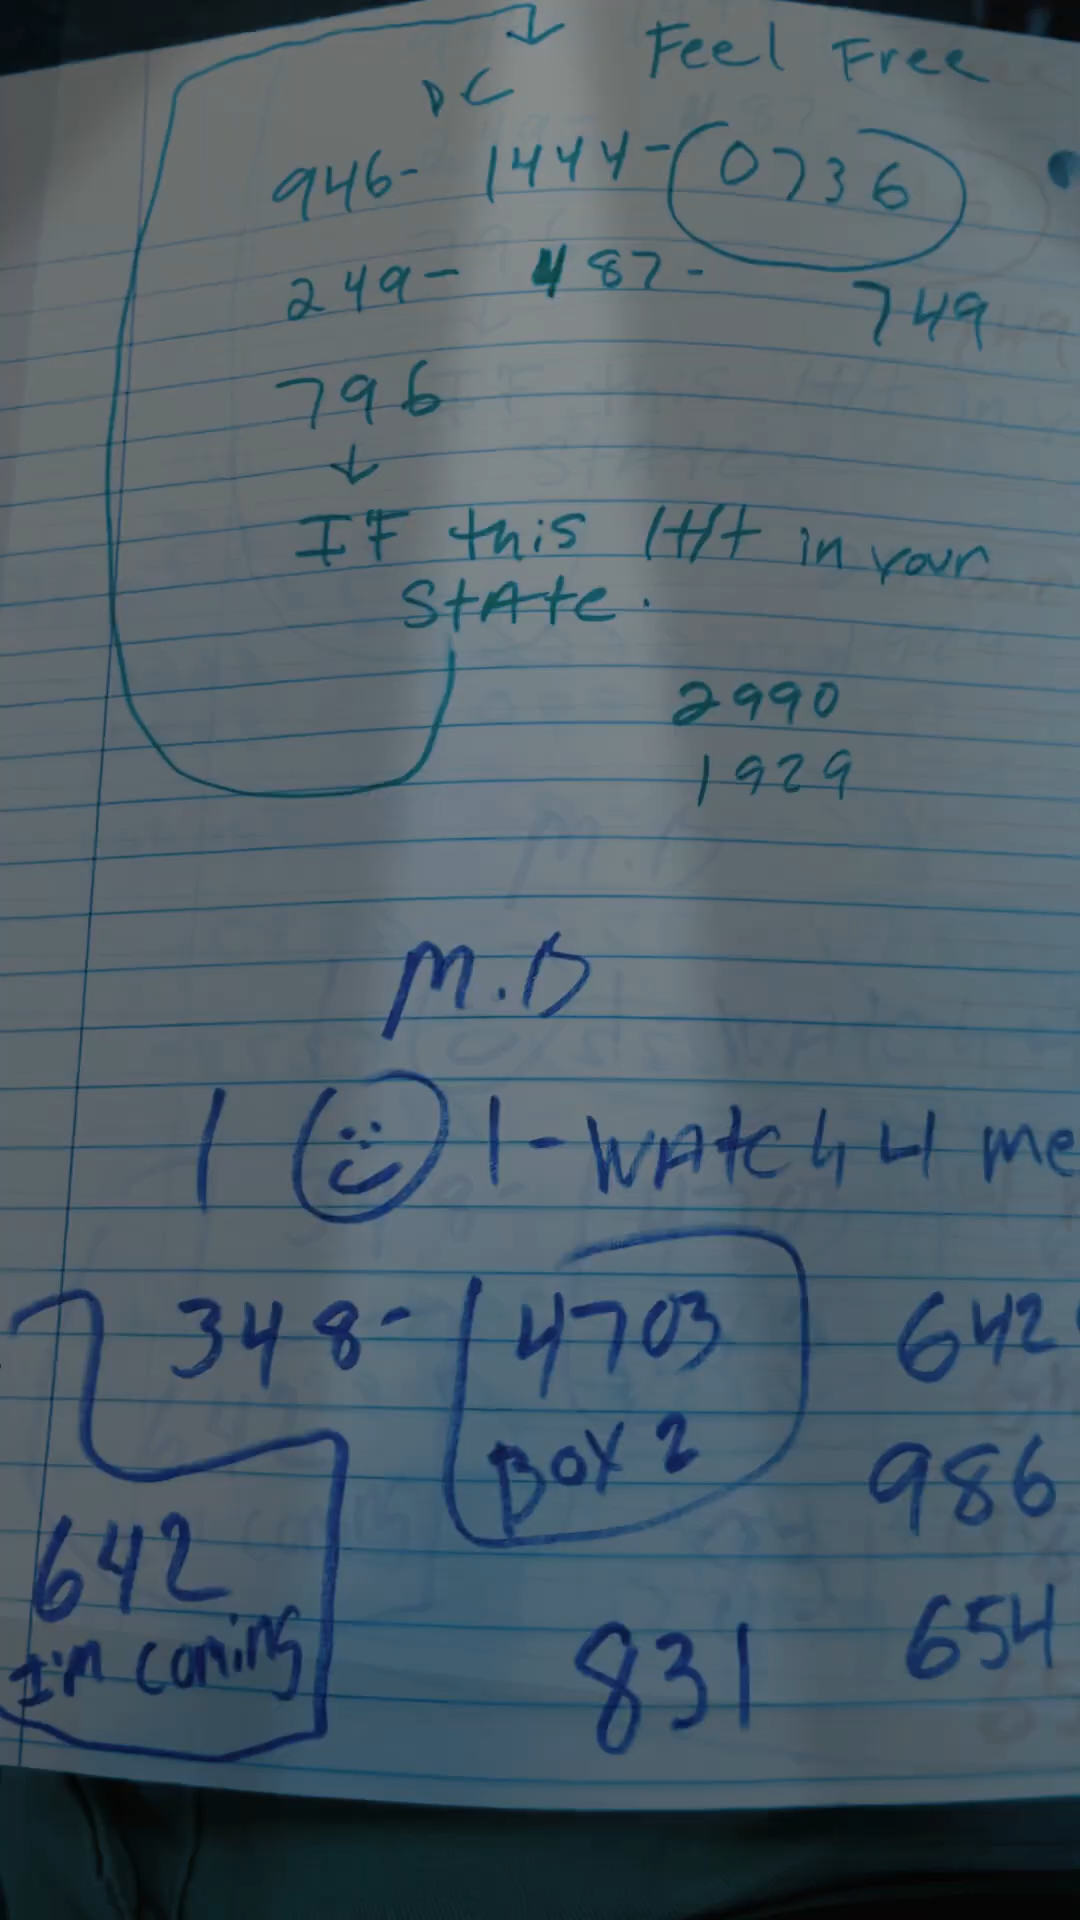 Feel Free
DC
946- 1444- 0736
249- 487- 749
796
IF this Hit in your
State.
2990
1929
M.D
1 1 - WAtch 4 me
348- 4703 642
BOX 2 986
642
I'm coming
831 654